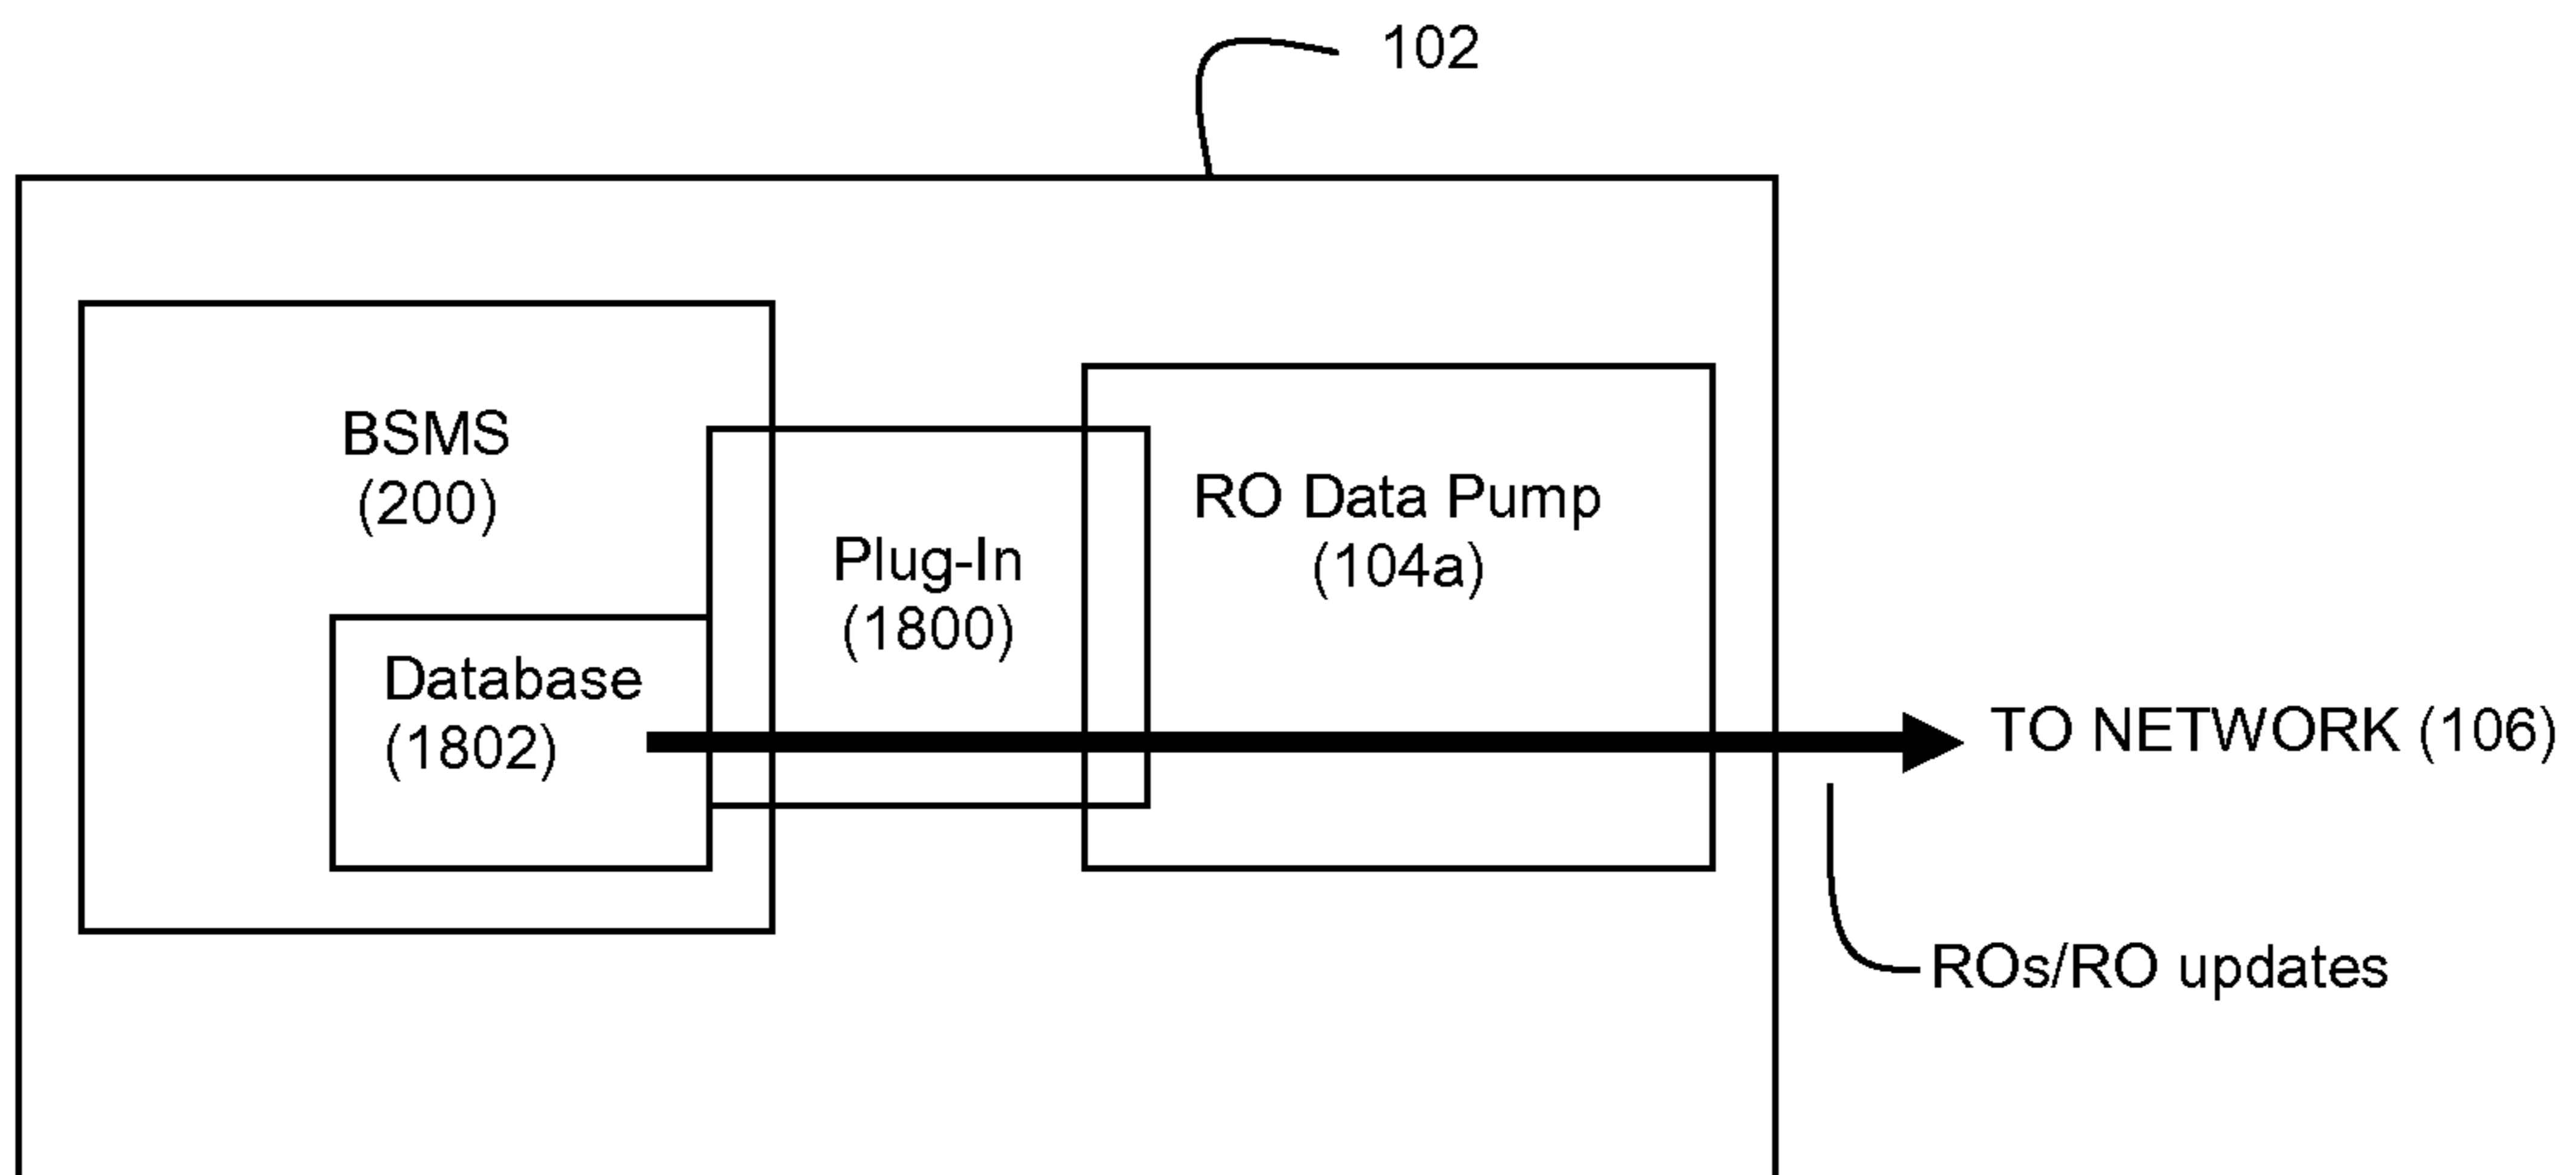 102
BSMS
(200)
RO Data Pump
(104a)
Plug-In
(1800)
Database
(1802)
TO NETWORK (106)
ROs/RO updates